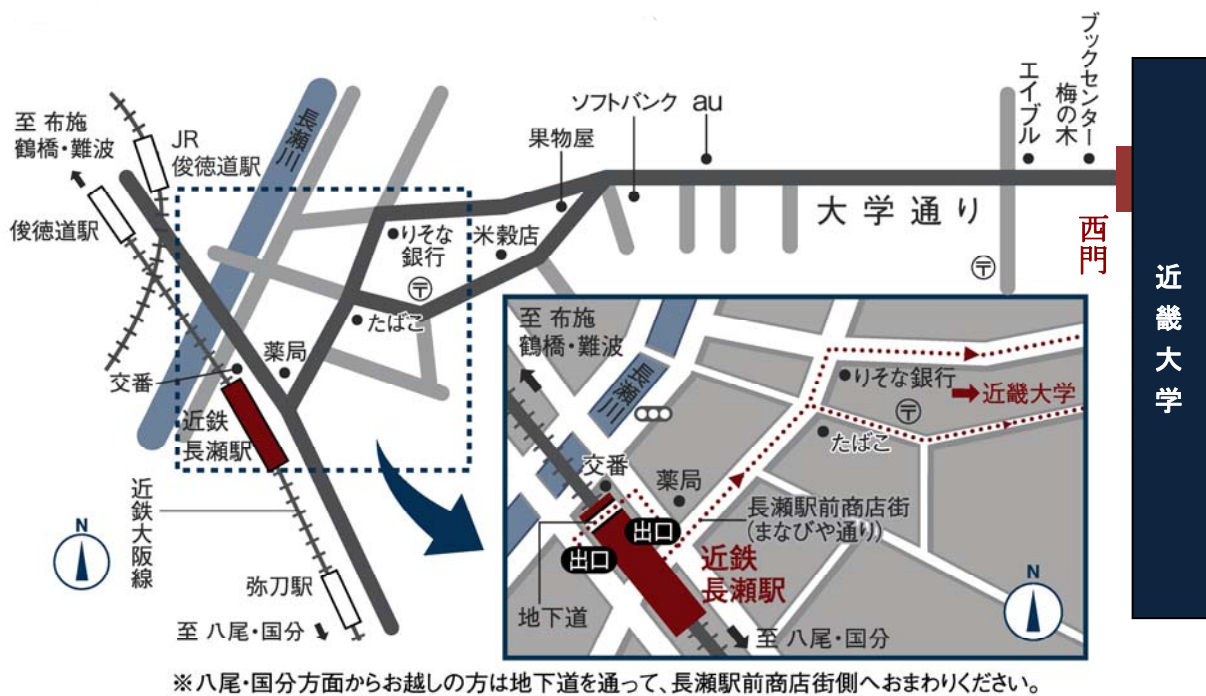 至 布施
鶴橋・難波
JR
俊徳道駅
長瀬川
俊徳道駅
果物屋
ソフトバンク
au
エイブル
梅の木
ブックセンター
大学通り
西門
近畿大学
りそな
銀行
米穀店
〒
〒
たばこ
薬局
交番
近鉄
長瀬駅
近鉄大阪線
N
弥刀駅
至 八尾・国分
至 布施
鶴橋・難波
長瀬川
りそな銀行
近畿大学
〒
たばこ
交番
薬局
長瀬駅前商店街
(まなびや通り)
出口
出口
近鉄
長瀬駅
地下道
N
至 八尾・国分
※八尾・国分方面からお越しの方は地下道を通って、長瀬駅前商店街側へおまわりください。